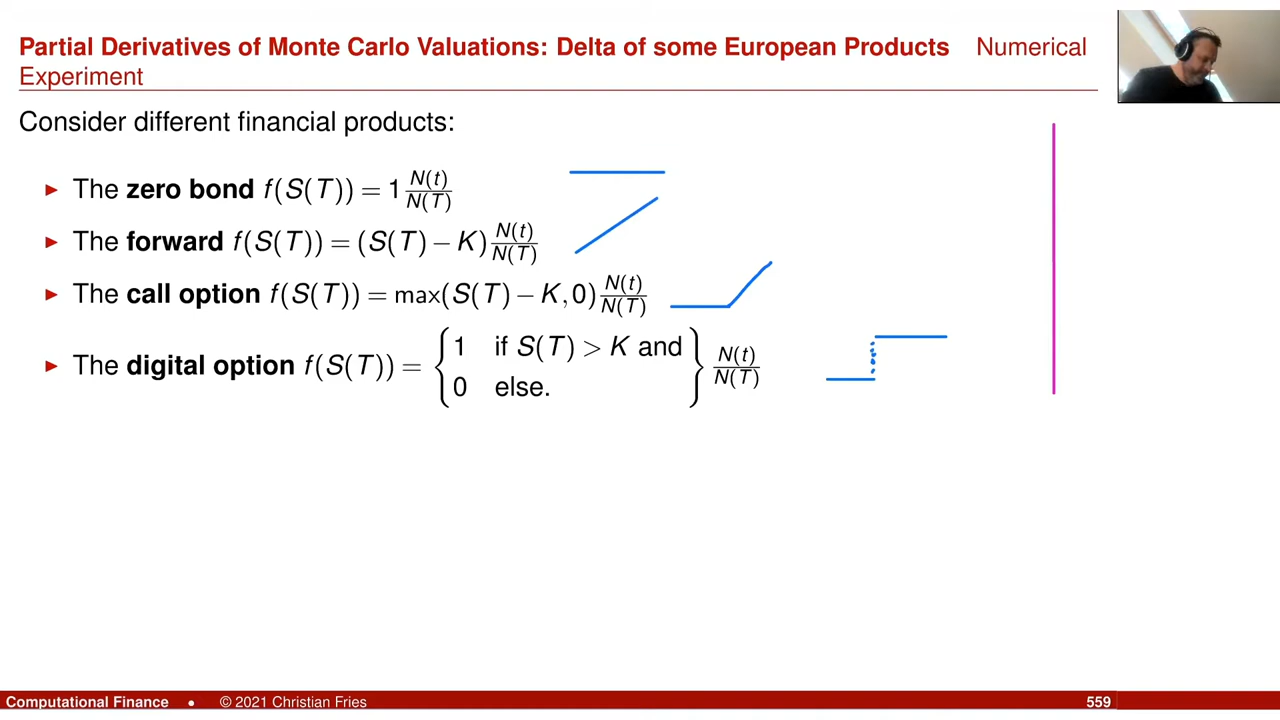 Partial Derivatives of Monte Carlo Valuations: Delta of some European Products Numerical
Experiment
Consider different financial products:
▶ The zero bond f(S(T)) = 1 N(t)/N(T)
▶ The forward f(S(T)) = (S(T) − K) N(t)/N(T)
▶ The call option f(S(T)) = max(S(T) − K, 0) N(t)/N(T)
▶ The digital option f(S(T)) = { 1 if S(T) > K and
0 else. } N(t)/N(T)
Computational Finance • © 2021 Christian Fries 559